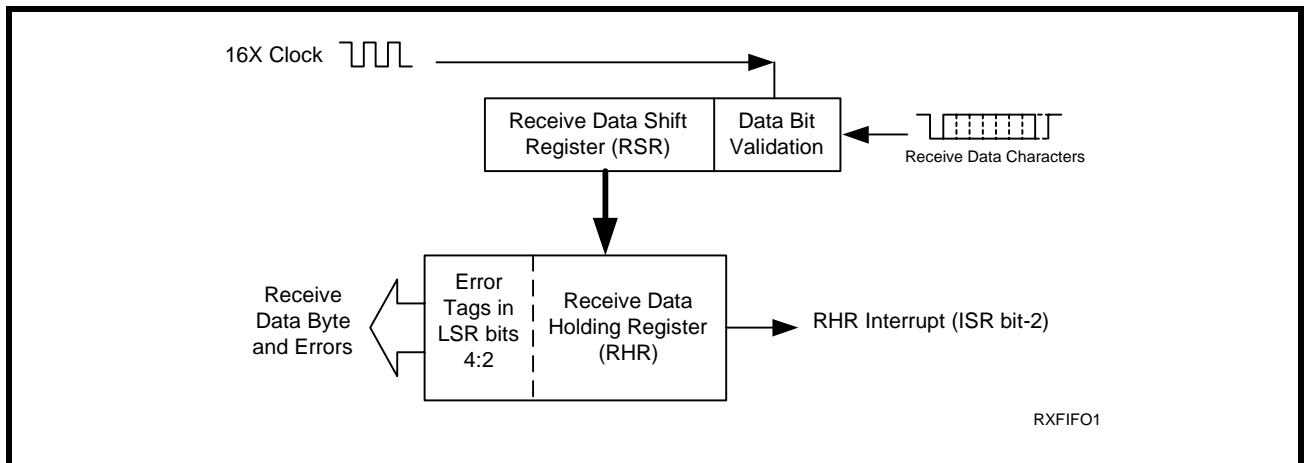 16X Clock
Receive Data Shift
Register (RSR)
Data Bit
Validation
Receive Data Characters
Receive
Data Byte
and Errors
Error
Tags in
LSR bits
4:2
Receive Data
Holding Register
(RHR)
RHR Interrupt (ISR bit-2)
RXFIFO1